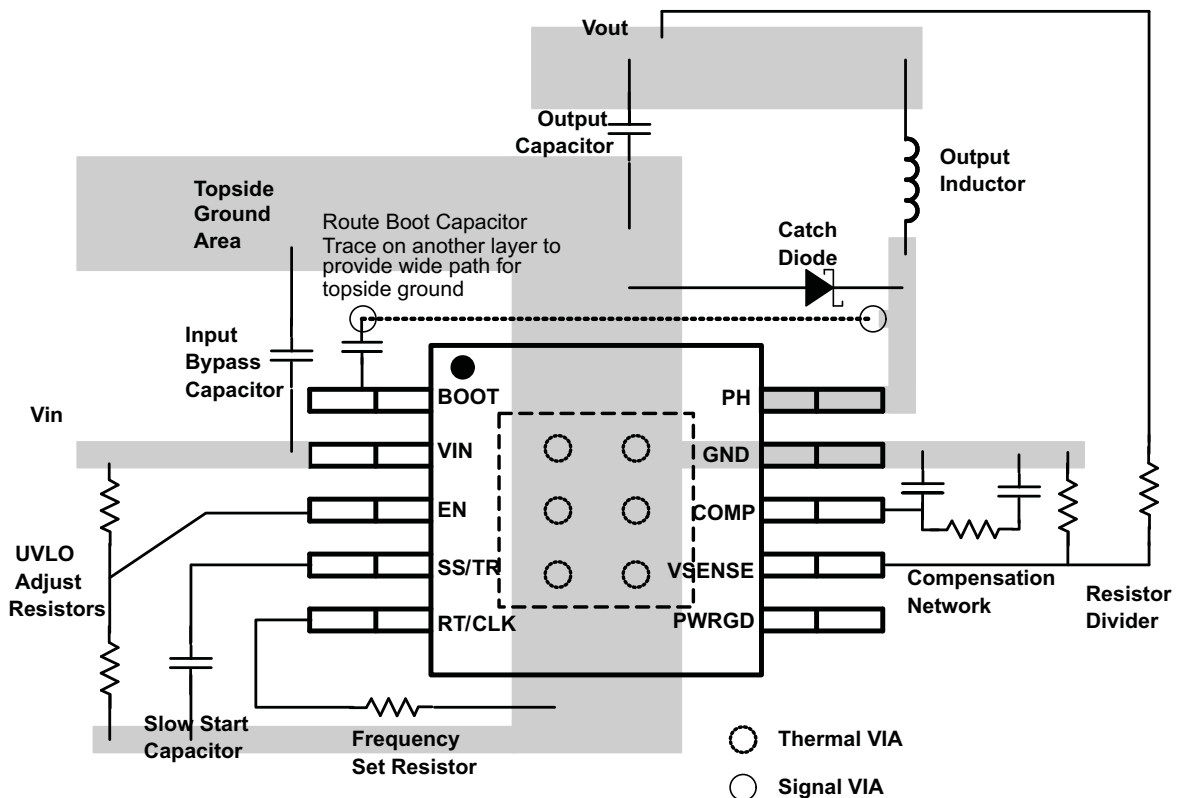 Vout
Output
Capacitor
Output
Inductor
Topside
Ground
Area
Route Boot Capacitor
Trace on another layer to
provide wide path for
topside ground
Catch
Diode
Input
Bypass
Capacitor
Vin
BOOT
VIN
EN
SS/TR
RT/CLK
PH
GND
COMP
VSENSE
PWRGD
UVLO
Adjust
Resistors
Compensation
Network
Resistor
Divider
Slow Start
Capacitor
Frequency
Set Resistor
Thermal VIA
Signal VIA